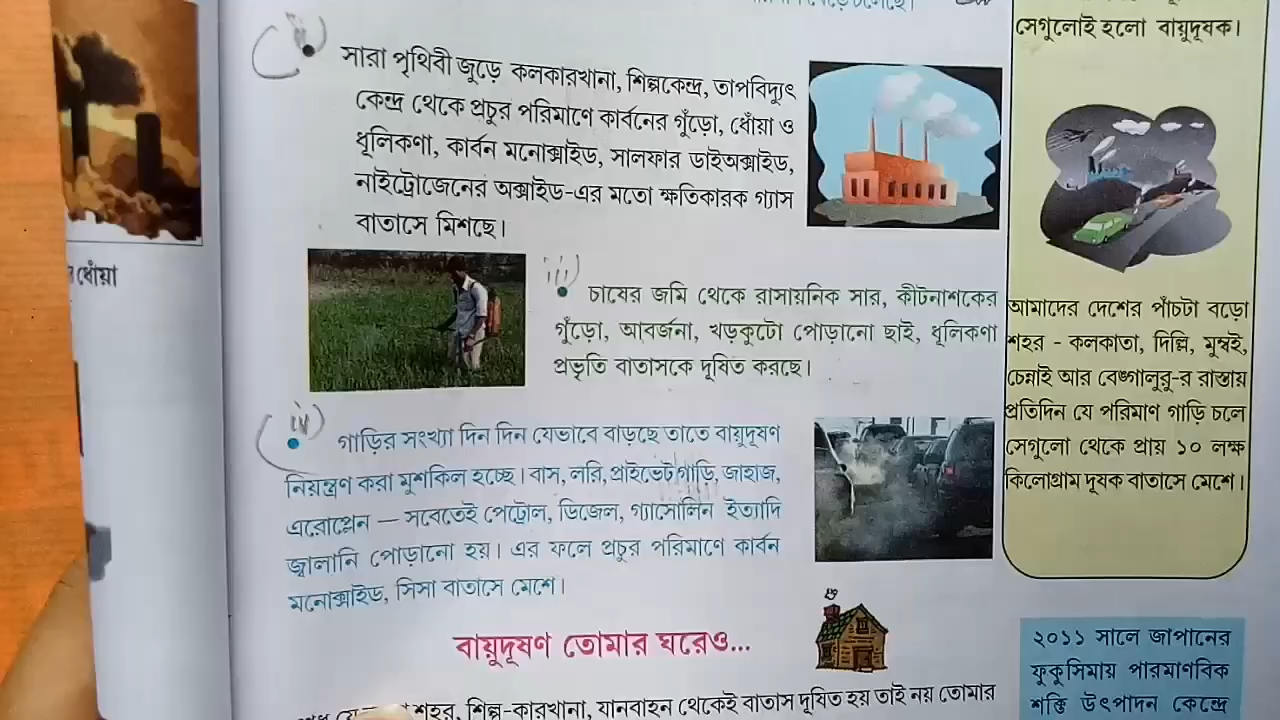 ii)
সারা পৃথিবী জুড়ে কলকারখানা, শিল্পকেন্দ্র, তাপবিদ্যুৎ
কেন্দ্র থেকে প্রচুর পরিমাণে কার্বনের গুঁড়ো, ধোঁয়া ও
ধূলিকণা, কার্বন মনোক্সাইড, সালফার ডাইঅক্সাইড,
নাইট্রোজেনের অক্সাইড-এর মতো ক্ষতিকারক গ্যাস
বাতাসে মিশছে।
ধোঁয়া
iii)
চাষের জমি থেকে রাসায়নিক সার, কীটনাশকের
গুঁড়ো, আবর্জনা, খড়কুটো পোড়ানো ছাই, ধূলিকণা
প্রভৃতি বাতাসকে দূষিত করছে।
iv)
গাড়ির সংখ্যা দিন দিন যেভাবে বাড়ছে তাতে বায়ুদূষণ
নিয়ন্ত্রণ করা মুশকিল হচ্ছে। বাস, লরি, প্রাইভেট গাড়ি, জাহাজ,
এরোপ্লেন — সবেতেই পেট্রোল, ডিজেল, গ্যাসোলিন ইত্যাদি
জ্বালানি পোড়ানো হয়। এর ফলে প্রচুর পরিমাণে কার্বন
মনোক্সাইড, সিসা বাতাসে মেশে।
বায়ুদূষণ তোমার ঘরেও...
শহর, শিল্প-কারখানা, যানবাহন থেকেই বাতাস দূষিত হয় তাই নয় তোমার
সেগুলোই হলো বায়ুদূষক।
আমাদের দেশের পাঁচটা বড়ো
শহর - কলকাতা, দিল্লি, মুম্বই,
চেন্নাই আর বেঙ্গালুরু-র রাস্তায়
প্রতিদিন যে পরিমাণ গাড়ি চলে
সেগুলো থেকে প্রায় ১০ লক্ষ
কিলোগ্রাম দূষক বাতাসে মেশে।
২০১১ সালে জাপানের
ফুকুসিমায় পারমাণবিক
শক্তি উৎপাদন কেন্দ্রে